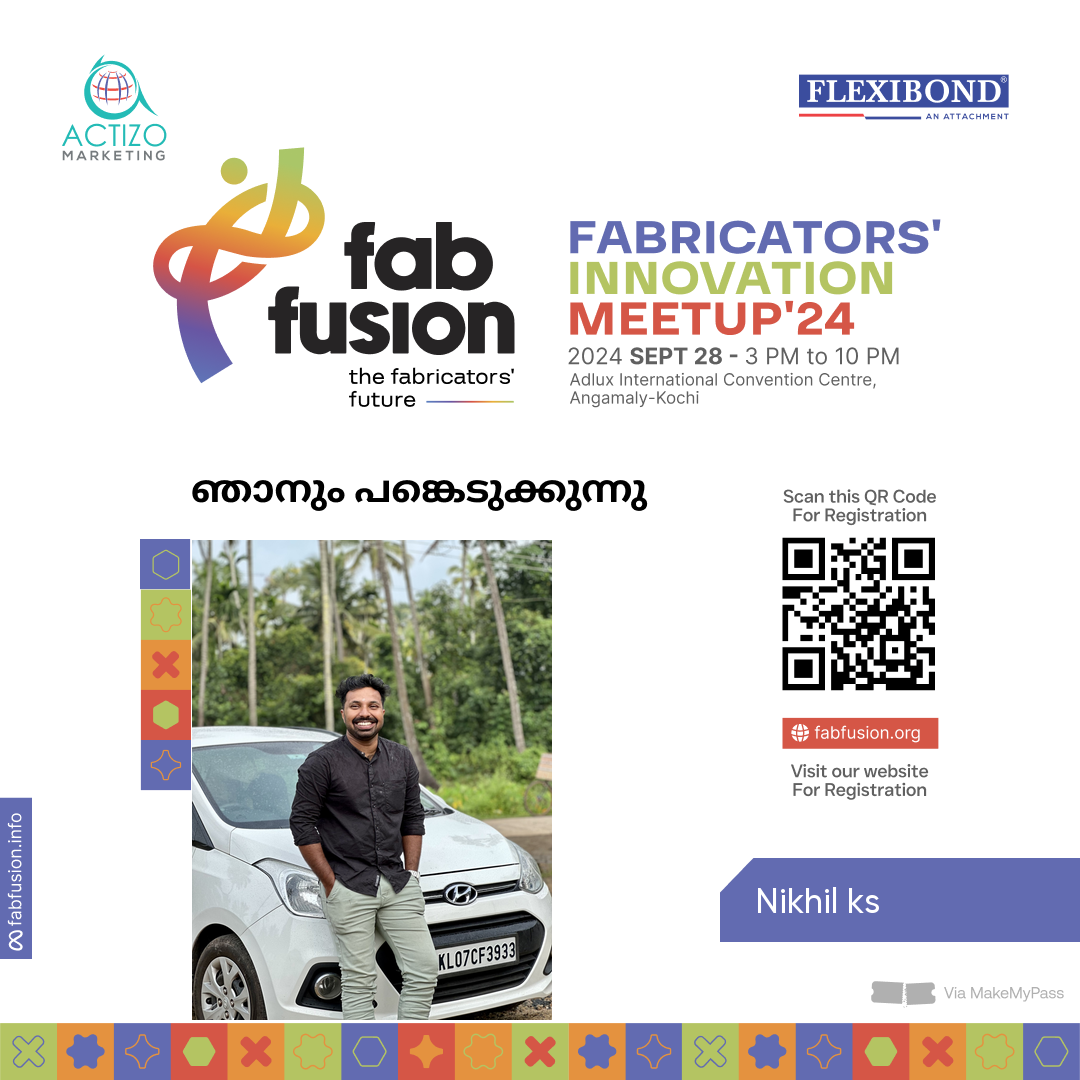 ACTIZO
MARKETING
FLEXIBOND®
AN ATTACHMENT
fab
fusion
the fabricators'
future
FABRICATORS'
INNOVATION
MEETUP'24
2024 SEPT 28 - 3 PM to 10 PM
Adlux International Convention Centre,
Angamaly-Kochi
ഞാനും പങ്കെടുക്കുന്നു
Scan this QR Code
For Registration
fabfusion.org
Visit our website
For Registration
fabfusion.info
KL07CF3933
Nikhil ks
Via MakeMyPass